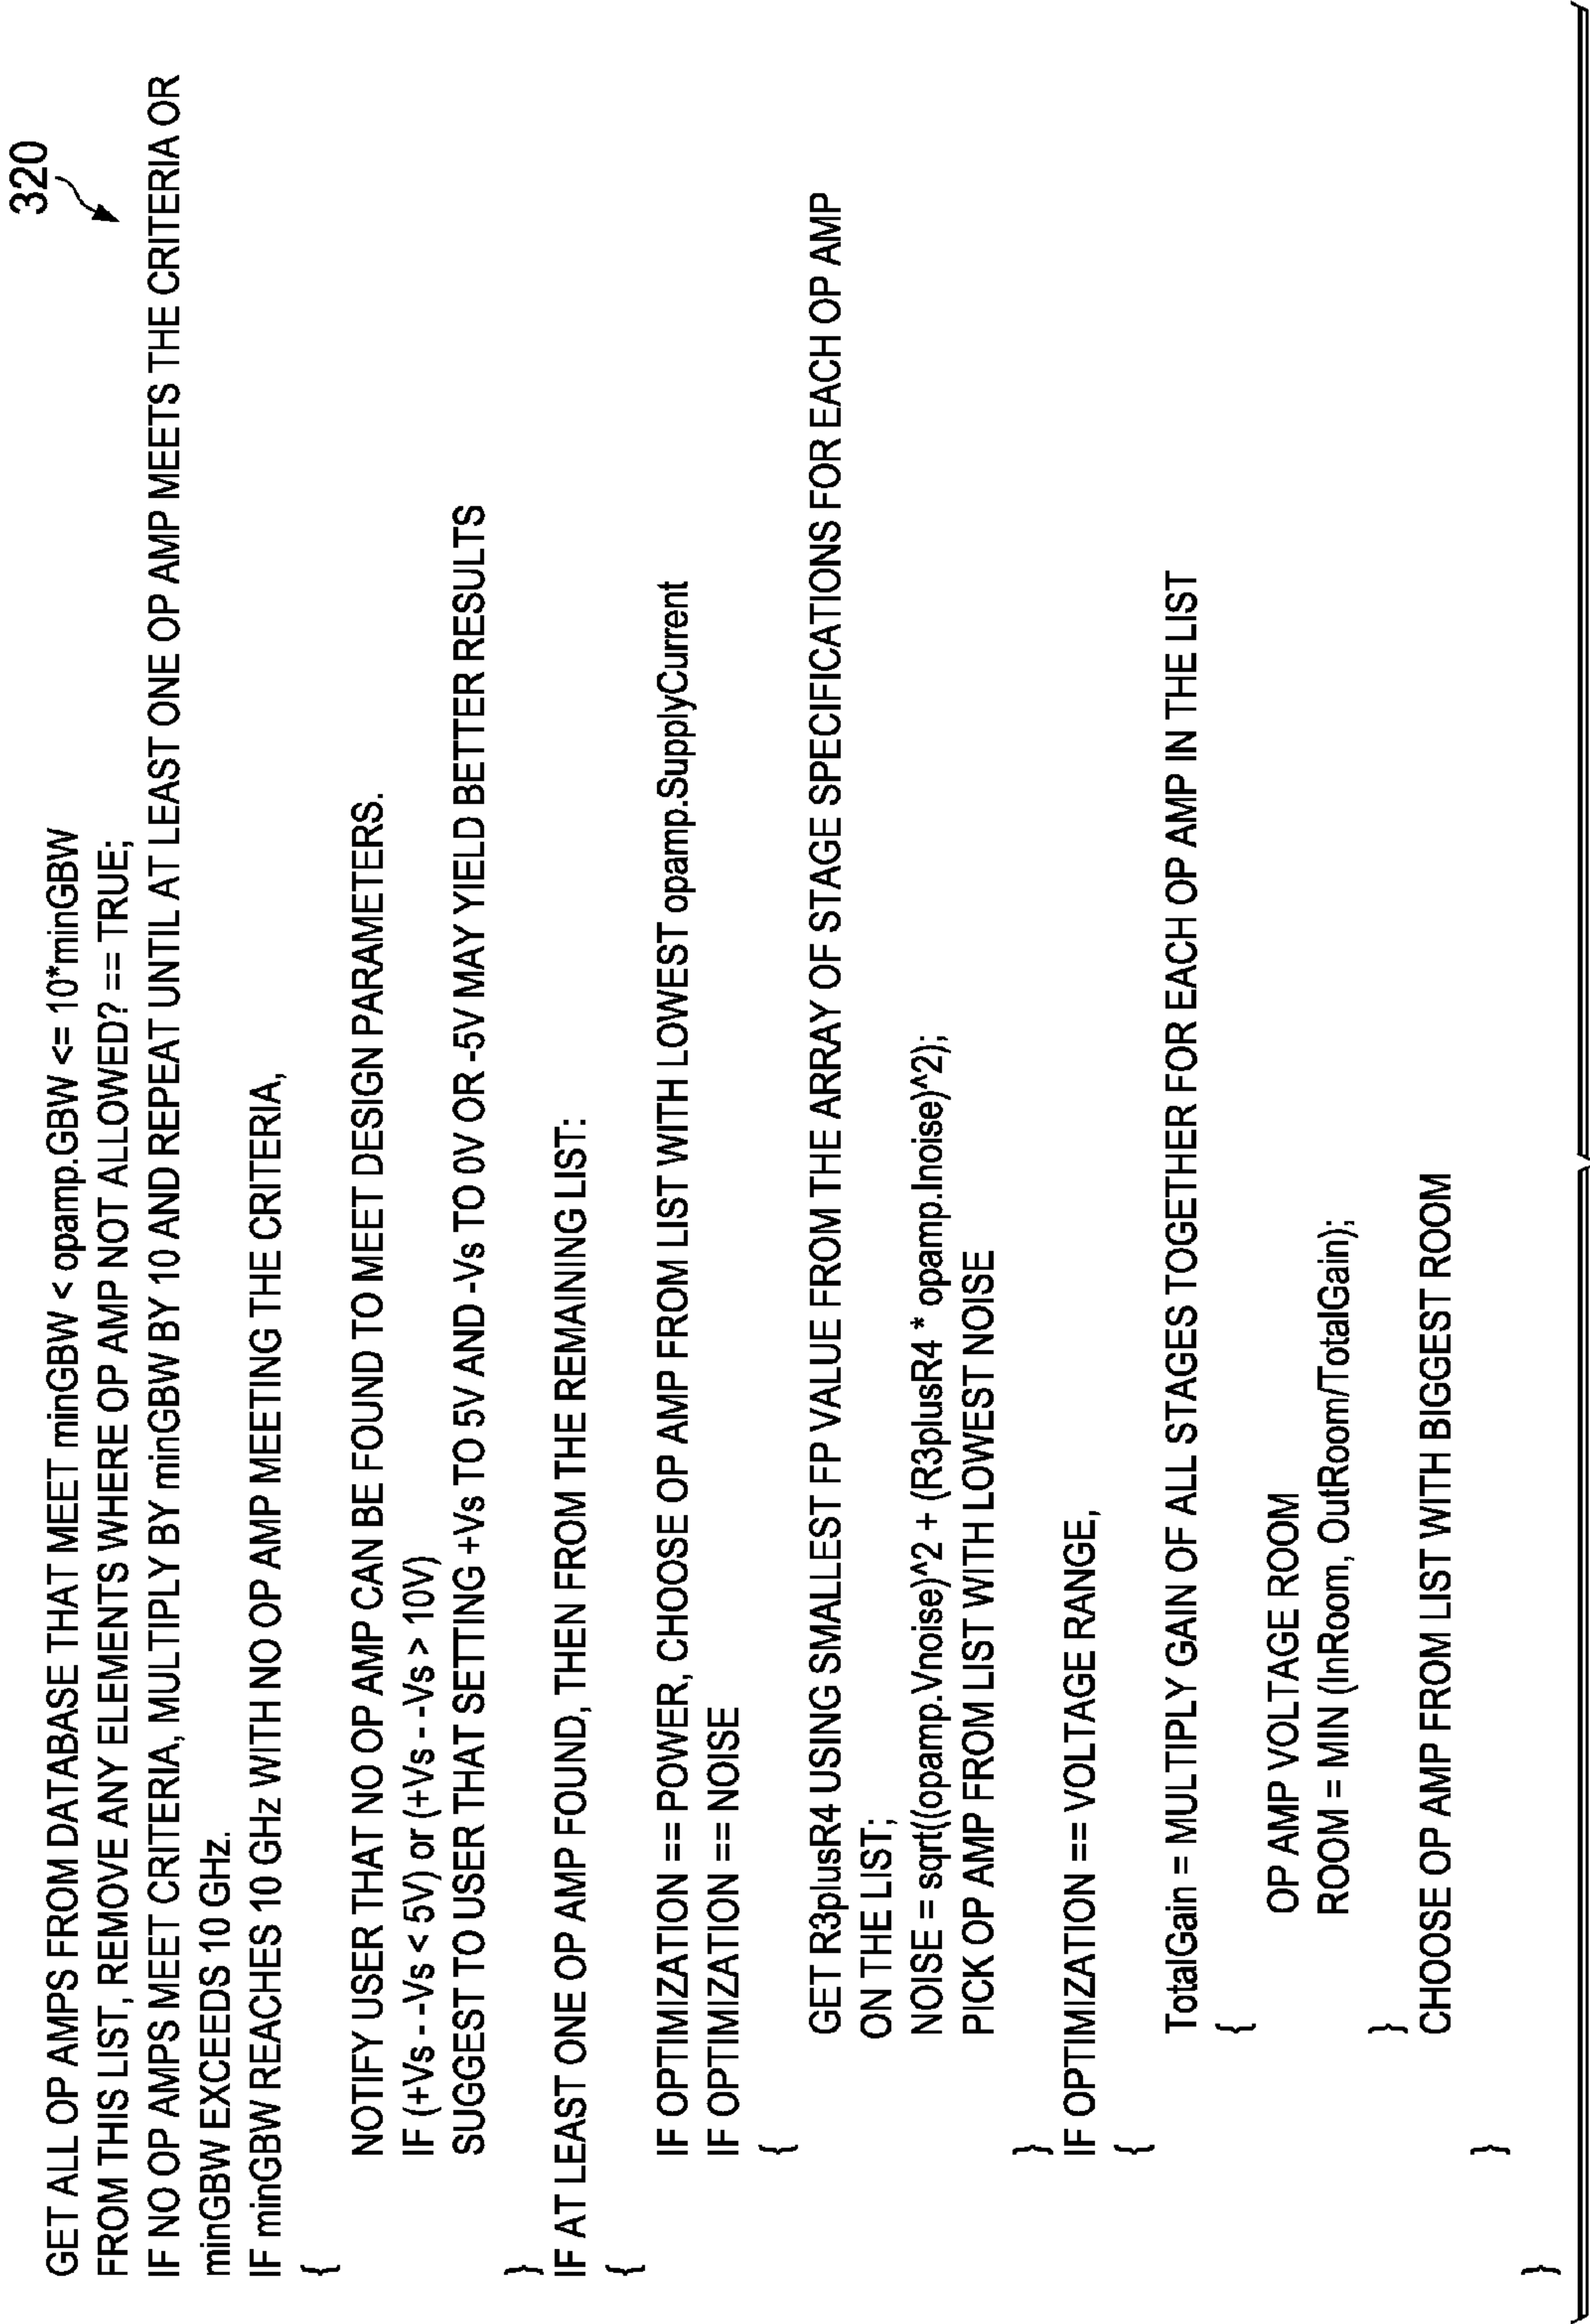 320
GET ALL OP AMPS FROM DATABASE THAT MEET minGBW < opamp.GBW <= 10*minGBW
FROM THIS LIST, REMOVE ANY ELEMENTS WHERE OP AMP NOT ALLOWED? == TRUE;
IF NO OP AMPS MEET CRITERIA, MULTIPLY BY minGBW BY 10 AND REPEAT UNTIL AT LEAST ONE OP AMP MEETS THE CRITERIA OR
minGBW EXCEEDS 10 GHz.
IF minGBW REACHES 10 GHz WITH NO OP AMP MEETING THE CRITERIA,
{
NOTIFY USER THAT NO OP AMP CAN BE FOUND TO MEET DESIGN PARAMETERS.
IF (+Vs - -Vs < 5V) or (+Vs - -Vs > 10V)
SUGGEST TO USER THAT SETTING +Vs TO 5V AND -Vs TO 0V OR -5V MAY YIELD BETTER RESULTS
}
IF AT LEAST ONE OP AMP FOUND, THEN FROM THE REMAINING LIST:
{
IF OPTIMIZATION == POWER, CHOOSE OP AMP FROM LIST WITH LOWEST opamp.SupplyCurrent
IF OPTIMIZATION == NOISE
{
GET R3plusR4 USING SMALLEST FP VALUE FROM THE ARRAY OF STAGE SPECIFICATIONS FOR EACH OP AMP
ON THE LIST;
NOISE = sqrt((opamp.Vnoise)^2 + (R3plusR4 * opamp.Inoise)^2);
PICK OP AMP FROM LIST WITH LOWEST NOISE
}
IF OPTIMIZATION == VOLTAGE RANGE,
{
TotalGain = MULTIPLY GAIN OF ALL STAGES TOGETHER FOR EACH OP AMP IN THE LIST
{
OP AMP VOLTAGE ROOM
ROOM = MIN (InRoom, OutRoom/TotalGain);
}
CHOOSE OP AMP FROM LIST WITH BIGGEST ROOM
}
}